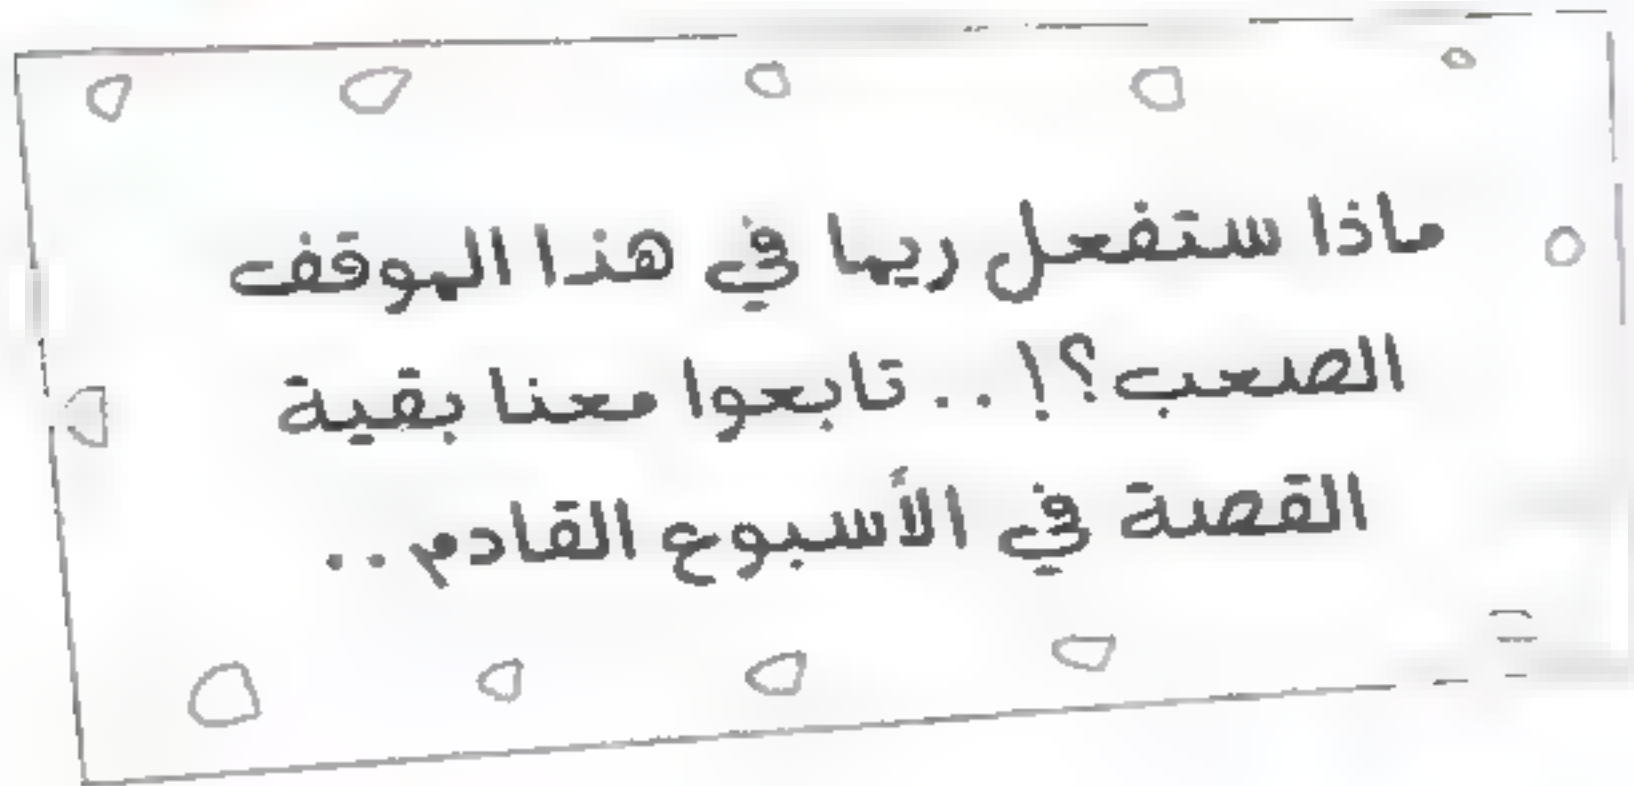 ماذا ستفعل ريما في هذا الموقف
الصعب؟! .. تابعوا معنا بقية
القصة في الأسبوع القادم ..